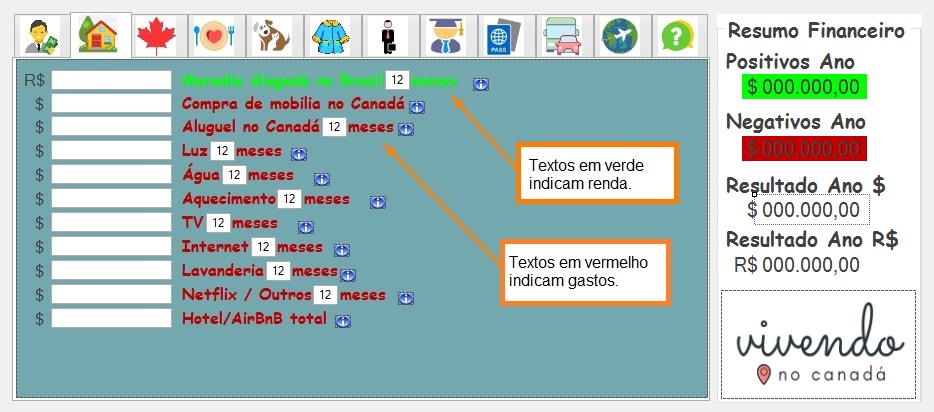 R$ Moradia Alugada no Brasil 12 meses
$ Compra de mobilia no Canadá
$ Aluguel no Canadá 12 meses
$ Luz 12 meses
$ Água 12 meses
$ Aquecimento 12 meses
$ TV 12 meses
$ Internet 12 meses
$ Lavanderia 12 meses
$ Netflix / Outros 12 meses
$ Hotel/AirBnB total
PASS
Textos em verde
indicam renda.
Textos em vermelho
indicam gastos.
Resumo Financeiro
Positivos Ano
$ 000.000,00
Negativos Ano
$ 000.000,00
Resultado Ano $
$ 000.000,00
Resultado Ano R$
R$ 000.000,00
vivendo
no canadá